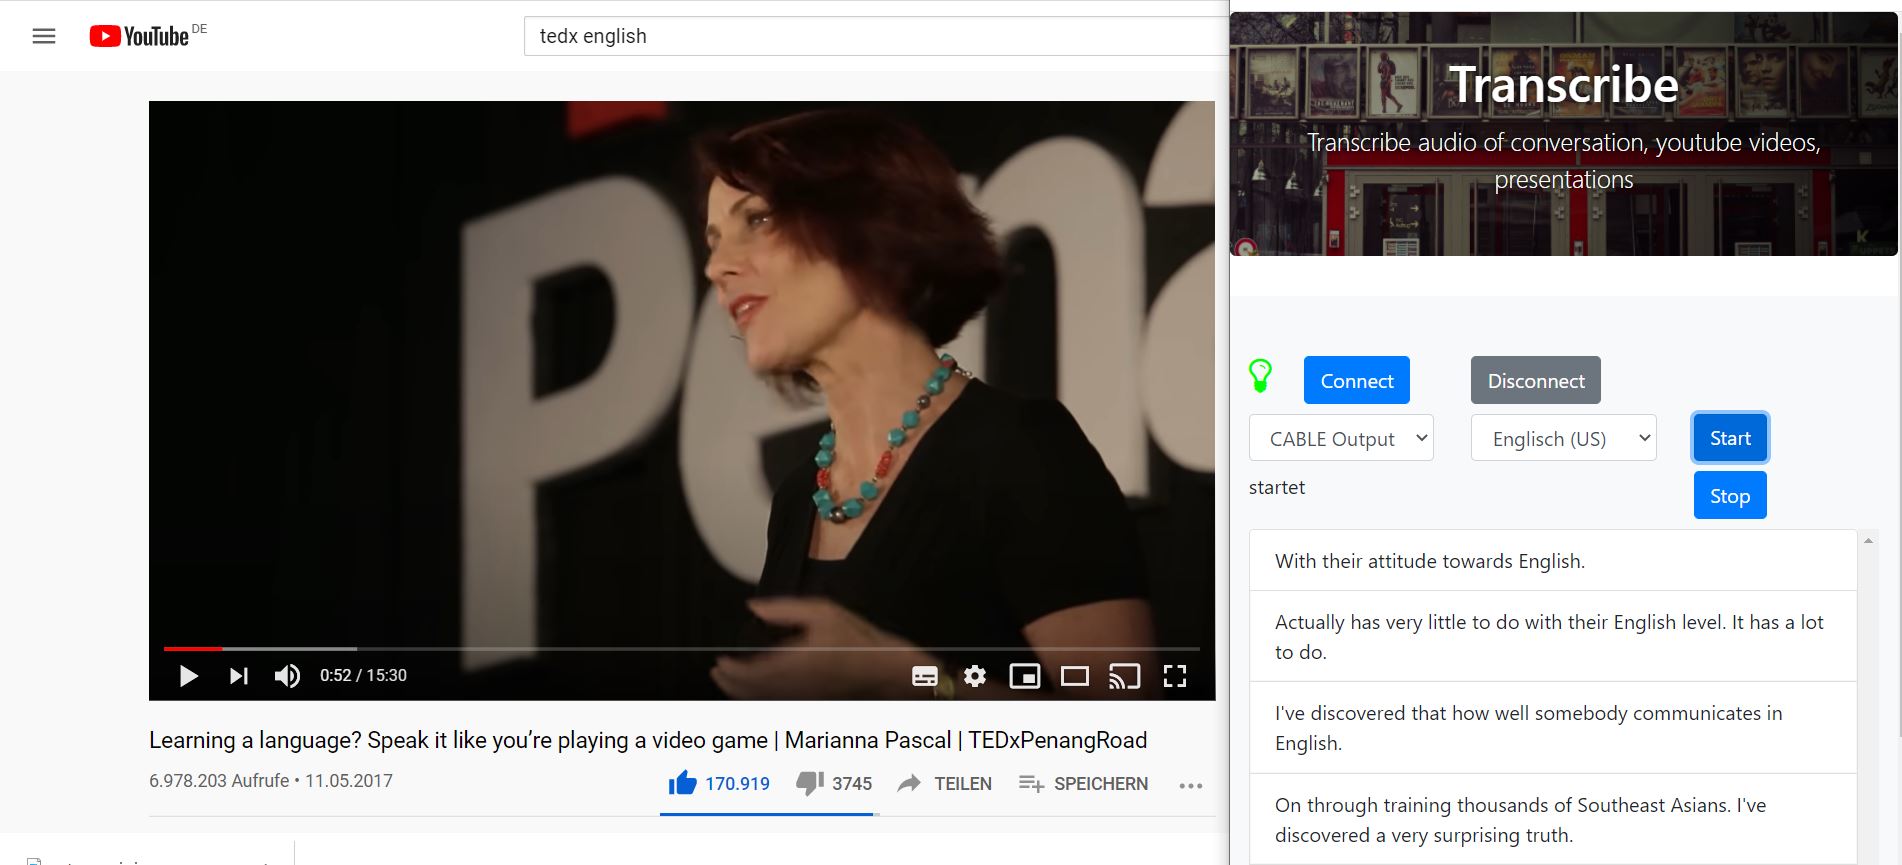 YouTube DE
tedx english
Pena
0:52 / 15:30
Learning a language? Speak it like you’re playing a video game | Marianna Pascal | TEDxPenangRoad
6.978.203 Aufrufe • 11.05.2017
170.919
3745
TEILEN
SPEICHERN
Transcribe
Transcribe audio of conversation, youtube videos,
presentations
Connect
Disconnect
CABLE Output
Englisch (US)
Start
startet
Stop
With their attitude towards English.
Actually has very little to do with their English level. It has a lot
to do.
I've discovered that how well somebody communicates in
English.
On through training thousands of Southeast Asians. I've
discovered a very surprising truth.